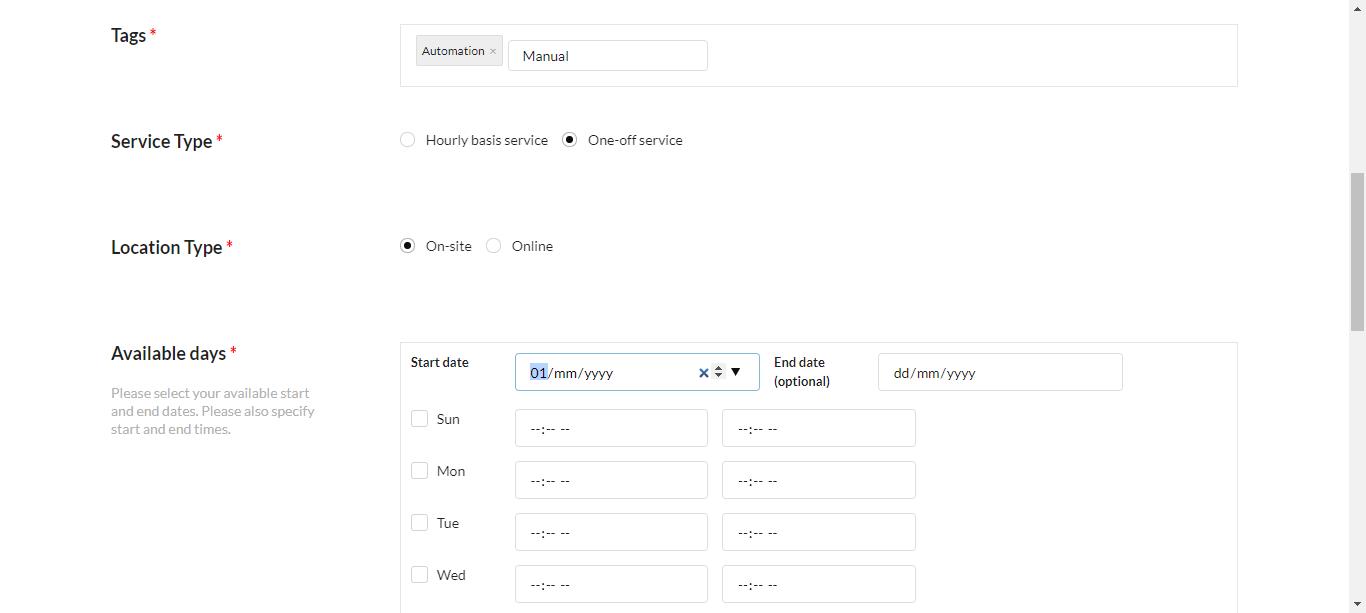 Tags *
Automation ×
Manual
Service Type *
Hourly basis service
One-off service
Location Type *
On-site
Online
Available days *
Please select your available start
and end dates. Please also specify
start and end times.
Start date
01/mm/yyyy
End date
(optional)
dd/mm/yyyy
Sun
--:-- --
--:-- --
Mon
--:-- --
--:-- --
Tue
--:-- --
--:-- --
Wed
--:-- --
--:-- --